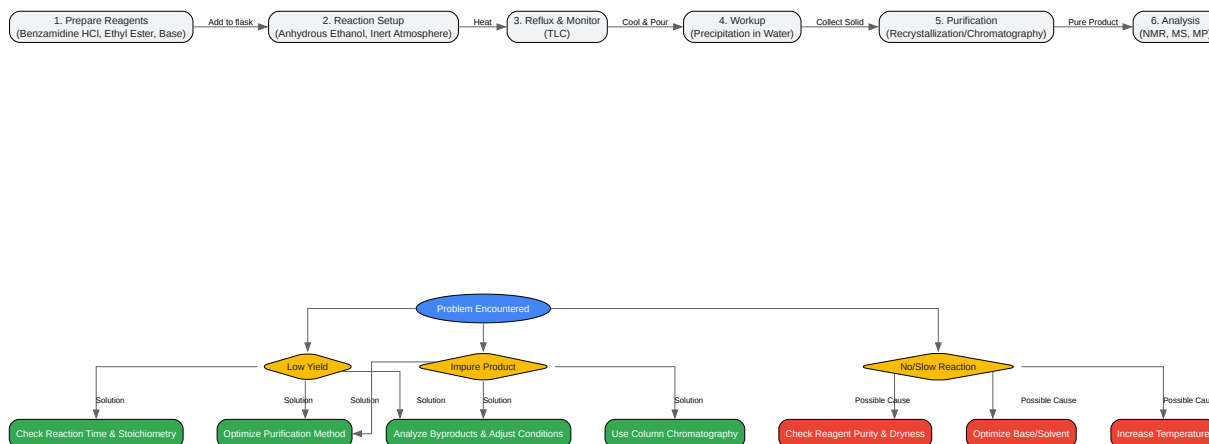 1. Prepare Reagents
(Benzamidine HCl, Ethyl Ester, Base)
Add to flask
2. Reaction Setup
(Anhydrous Ethanol, Inert Atmosphere)
Heat
3. Reflux & Monitor
(TLC)
Cool & Pour
4. Workup
(Precipitation in Water)
Collect Solid
5. Purification
(Recrystallization/Chromatography)
Pure Product
6. Analysis
(NMR, MS, MP)
Problem Encountered
Low Yield
Impure Product
No/Slow Reaction
Solution
Solution
Solution
Solution
Solution
Solution
Possible Cause
Possible Cause
Possible Cau
Check Reaction Time & Stoichiometry
Optimize Purification Method
Analyze Byproducts & Adjust Conditions
Use Column Chromatography
Check Reagent Purity & Dryness
Optimize Base/Solvent
Increase Temperature